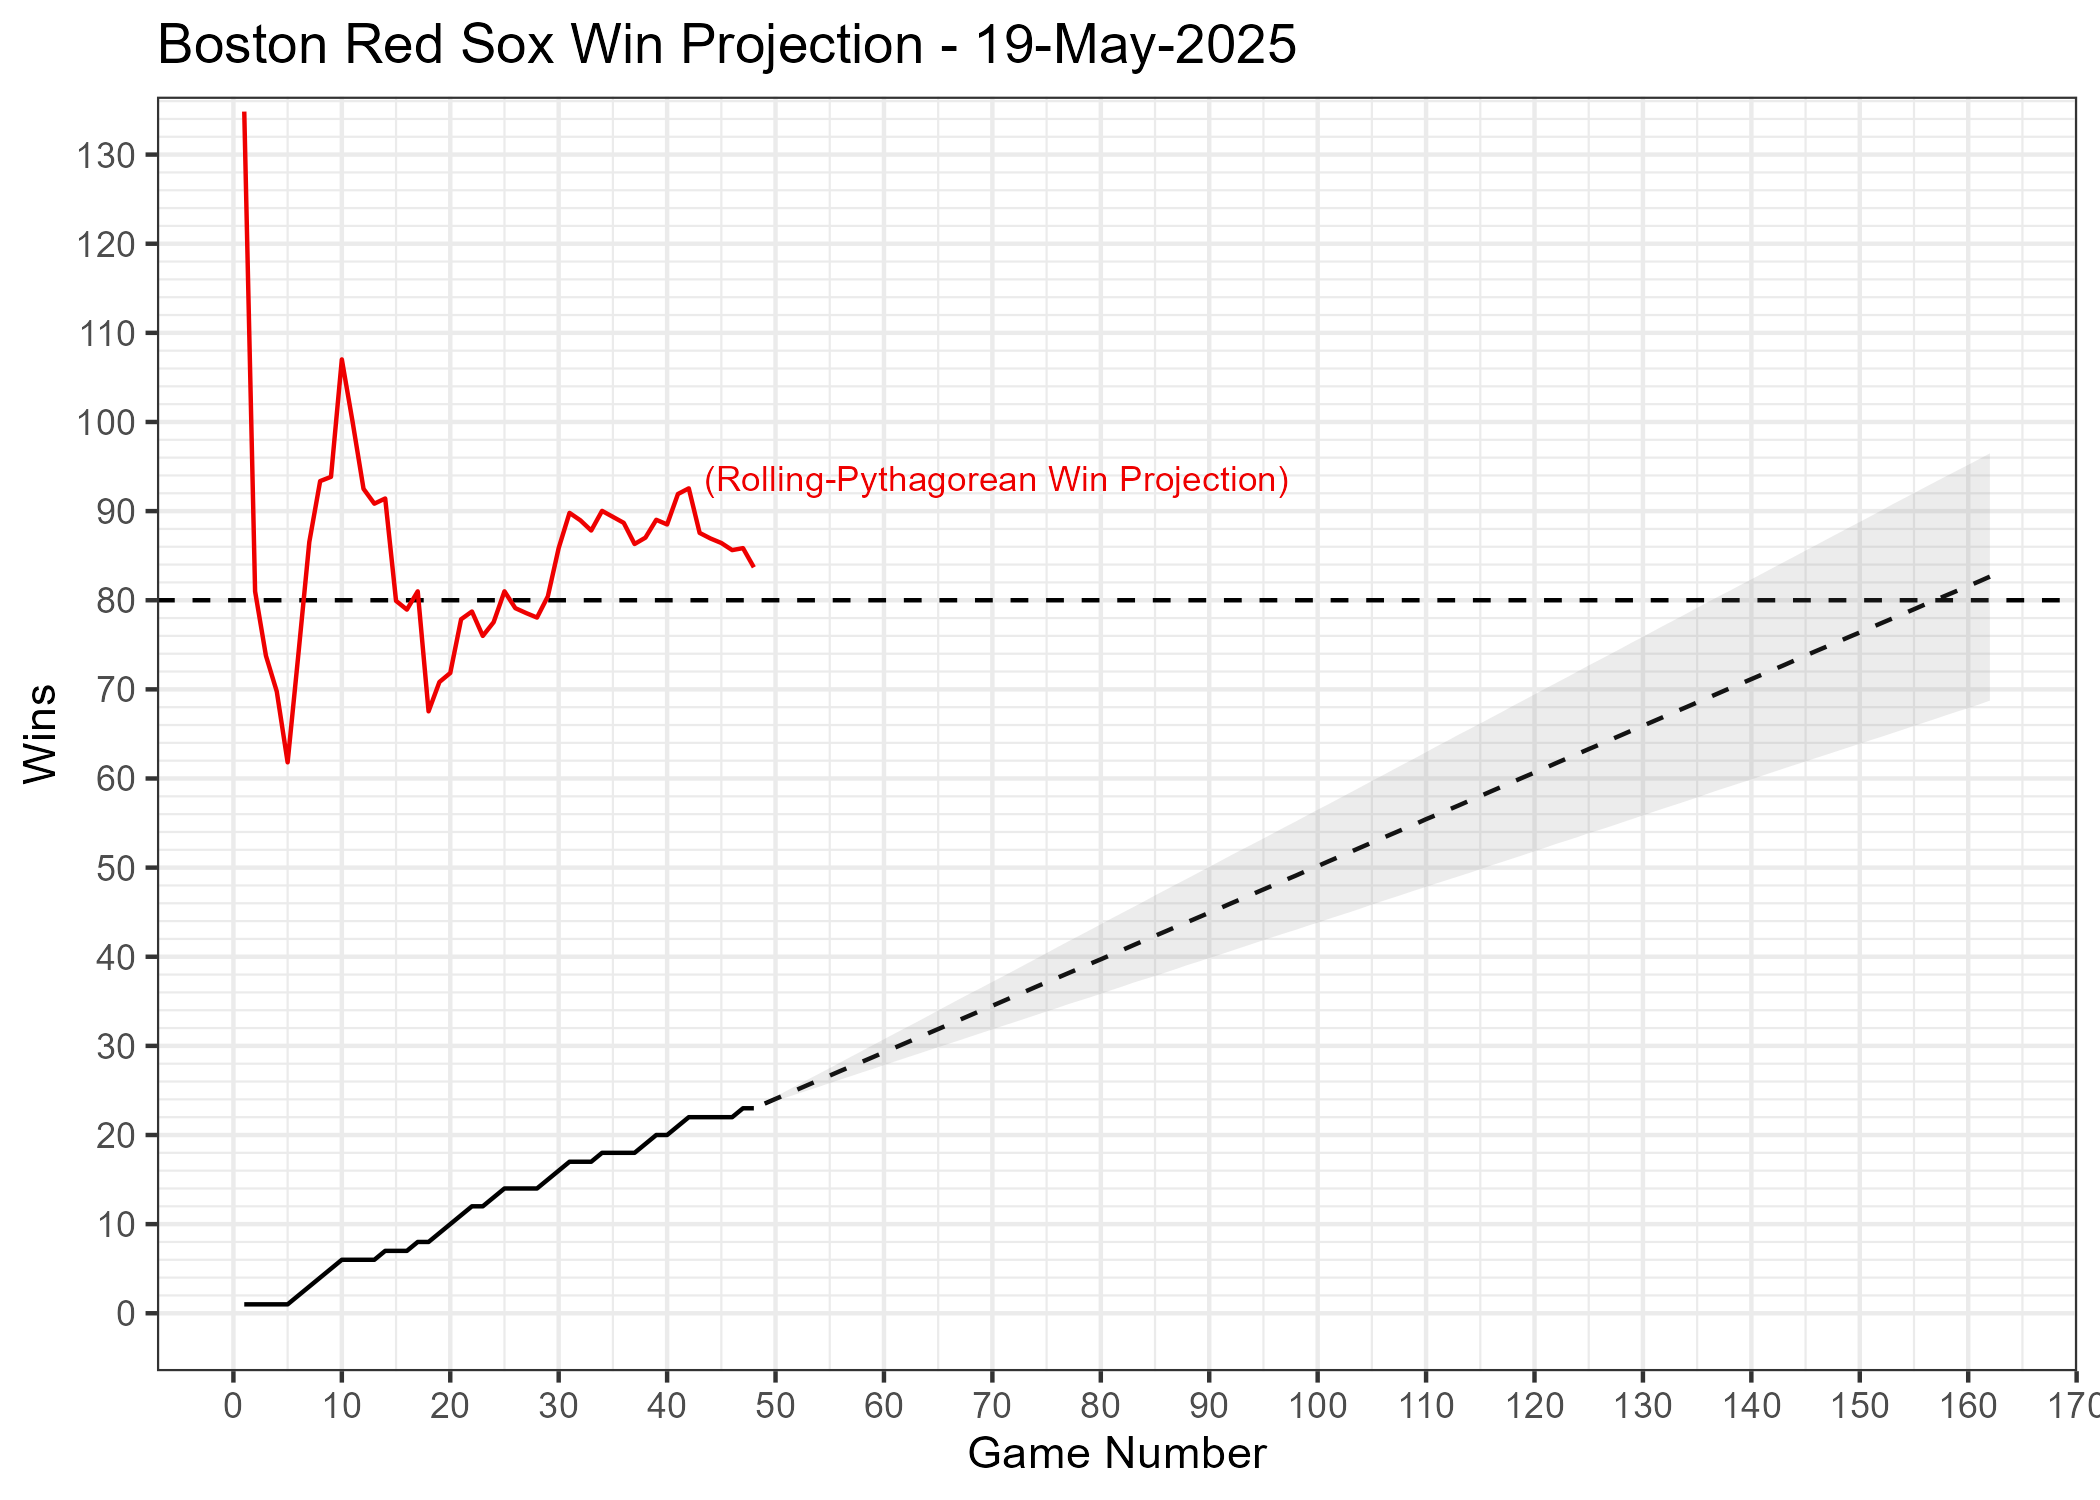 Boston Red Sox Win Projection - 19-May-2025
130
120
110
100
90
80
70
60
50
40
30
20
10
0
Wins
(Rolling-Pythagorean Win Projection)
0 10 20 30 40 50 60 70 80 90 100 110 120 130 140 150 160 170
Game Number